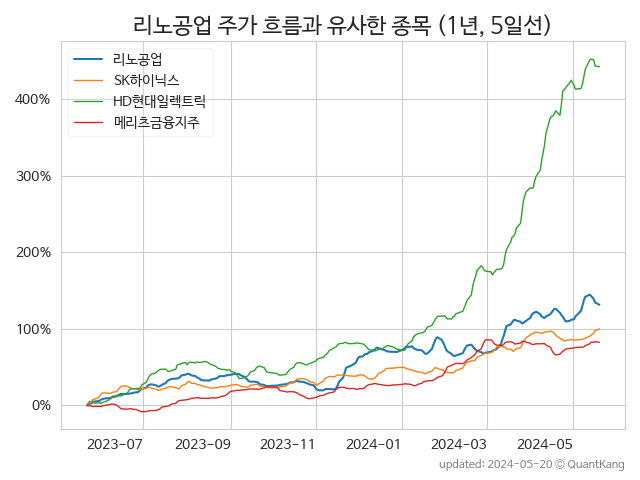 리노공업 주가 흐름과 유사한 종목 (1년, 5일선)
리노공업
SK하이닉스
HD현대일렉트릭
메리츠금융지주
400%
300%
200%
100%
0%
2023-07
2023-09
2023-11
2024-01
2024-03
2024-05
updated: 2024-05-20 © QuantKang